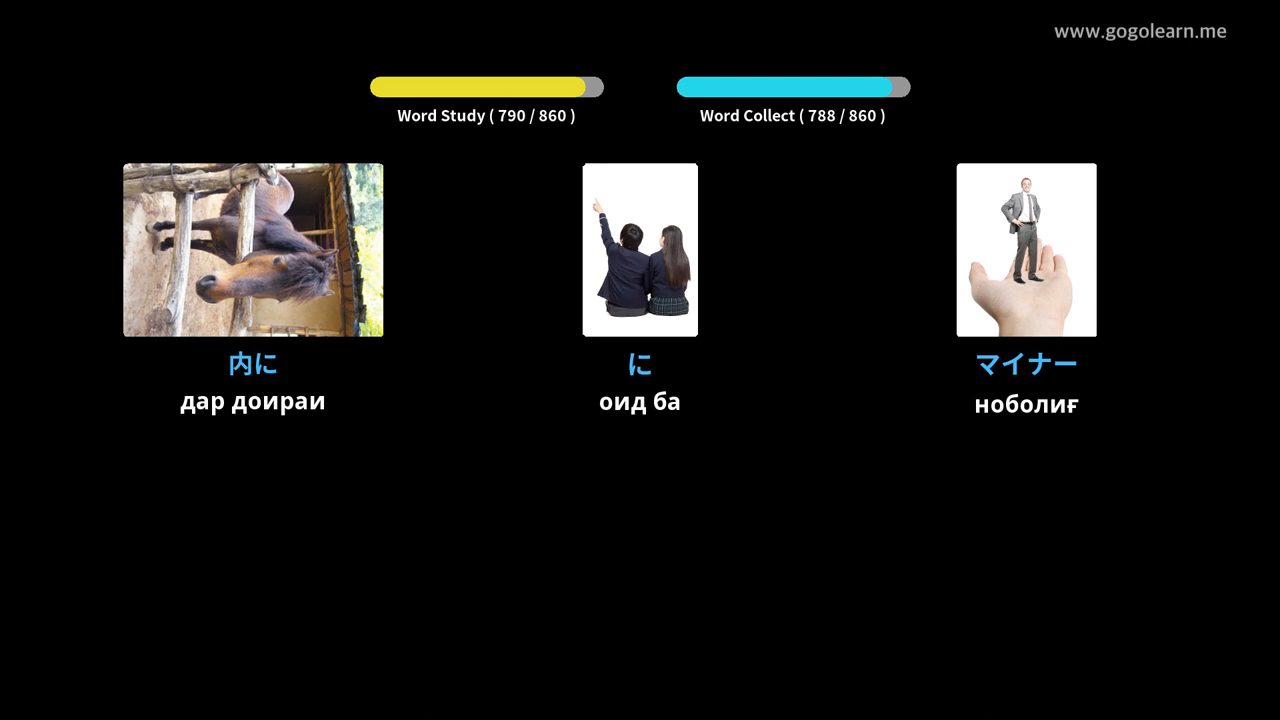 www.gogolearn.me
Word Study ( 790 / 860 )
Word Collect ( 788 / 860 )
内に
に
マイナー
дар доираи
оид ба
ноболиғ